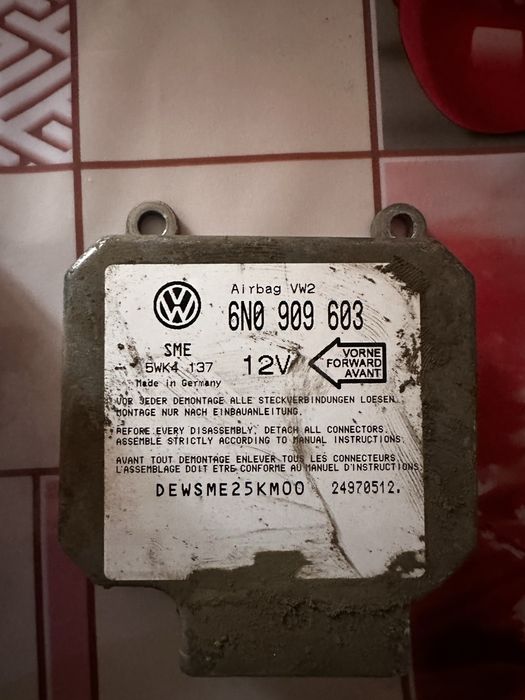 Airbag VW2
6N0 909 603
SME
5WK4 137
12V
VORNE
FORWARD
AVANT
Made in Germany
VOR JEDER DEMONTAGE ALLE STECKVERBINDUNGEN LOESEN.
MONTAGE NUR NACH EINBAUANLEITUNG.
BEFORE EVERY DISASSEMBLY, DETACH ALL CONNECTORS.
ASSEMBLE STRICTLY ACCORDING TO MANUAL INSTRUCTIONS.
AVANT TOUT DEMONTAGE ENLEVER TOUS LES CONNECTEURS.
L'ASSEMBLAGE DOIT ETRE CONFORME AU MANUEL D'INSTRUCTIONS
DEWSME25KM00 24970512.